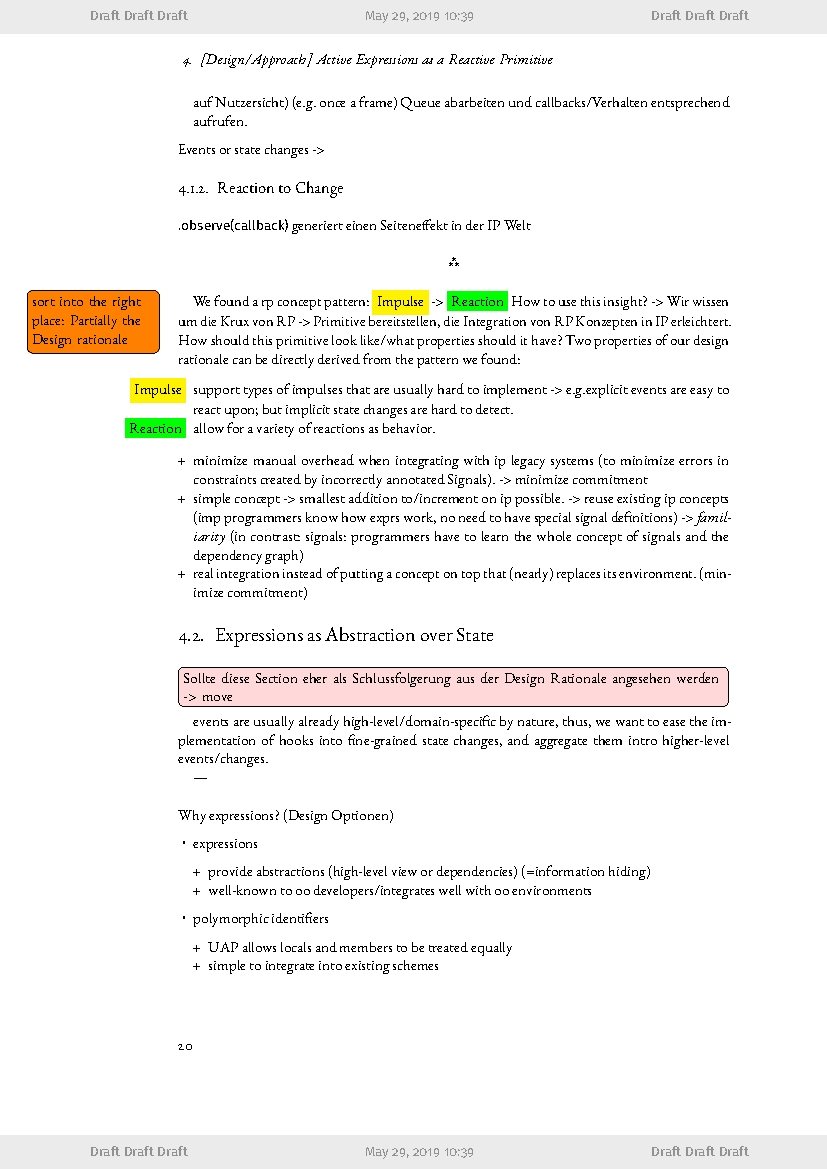 Draft Draft Draft May 29, 2019 10:39 Draft Draft Draft
4. [Design/Approach] Active Expressions as a Reactive Primitive
auf Nutzersicht) (e.g. once a frame) Queue abarbeiten und callbacks/Verhalten entsprechend
aufrufen.
Events or state changes ->
4.1.2. Reaction to Change
.observe(callback) generiert einen Seiteneffekt in der IP Welt
⁂
sort into the right
place: Partially the
Design rationale
We found a rp concept pattern: Impulse -> Reaction How to use this insight? -> Wir wissen
um die Krux von RP -> Primitive bereitstellen, die Integration von RP Konzepten in IP erleichtert.
How should this primitive look like/what properties should it have? Two properties of our design
rationale can be directly derived from the pattern we found:
Impulse support types of impulses that are usually hard to implement -> e.g.explicit events are easy to
react upon; but implicit state changes are hard to detect.
Reaction allow for a variety of reactions as behavior.
+ minimize manual overhead when integrating with ip legacy systems (to minimize errors in
constraints created by incorrectly annotated Signals). -> minimize commitment
+ simple concept -> smallest addition to/increment on ip possible. -> reuse existing ip concepts
(imp programmers know how exprs work, no need to have special signal definitions) -> famil-
iarity (in contrast: signals: programmers have to learn the whole concept of signals and the
dependency graph)
+ real integration instead of putting a concept on top that (nearly) replaces its environment. (min-
imize commitment)
4.2. Expressions as Abstraction over State
Sollte diese Section eher als Schlussfolgerung aus der Design Rationale angesehen werden
-> move
events are usually already high-level/domain-specific by nature, thus, we want to ease the im-
plementation of hooks into fine-grained state changes, and aggregate them intro higher-level
events/changes.
—
Why expressions? (Design Optionen)
• expressions
+ provide abstractions (high-level view or dependencies) (=information hiding)
+ well-known to oo developers/integrates well with oo environments
• polymorphic identifiers
+ UAP allows locals and members to be treated equally
+ simple to integrate into existing schemes
20
Draft Draft Draft May 29, 2019 10:39 Draft Draft Draft